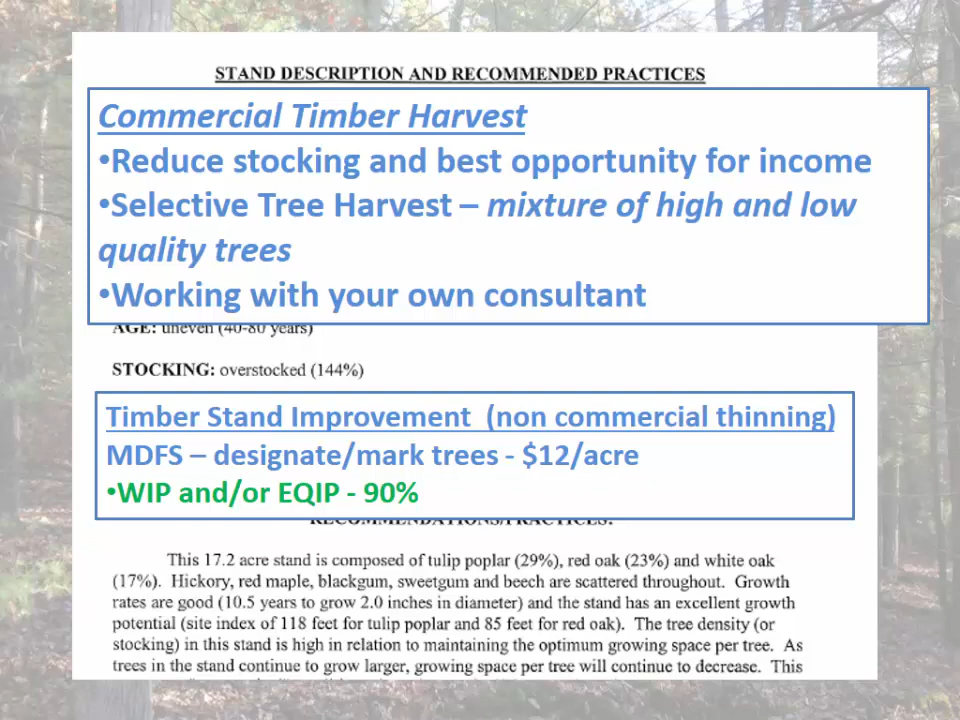 STAND DESCRIPTION AND RECOMMENDED PRACTICES
Commercial Timber Harvest
•Reduce stocking and best opportunity for income
•Selective Tree Harvest – mixture of high and low
quality trees
•Working with your own consultant
AGE: uneven (40-80 years)
STOCKING: overstocked (144%)
Timber Stand Improvement (non commercial thinning)
MDFS – designate/mark trees - $12/acre
•WIP and/or EQIP - 90%
RECOMMENDATIONS/PRACTICES:
This 17.2 acre stand is composed of tulip poplar (29%), red oak (23%) and white oak
(17%). Hickory, red maple, blackgum, sweetgum and beech are scattered throughout. Growth
rates are good (10.5 years to grow 2.0 inches in diameter) and the stand has an excellent growth
potential (site index of 118 feet for tulip poplar and 85 feet for red oak). The tree density (or
stocking) in this stand is high in relation to maintaining the optimum growing space per tree. As
trees in the stand continue to grow larger, growing space per tree will continue to decrease. This